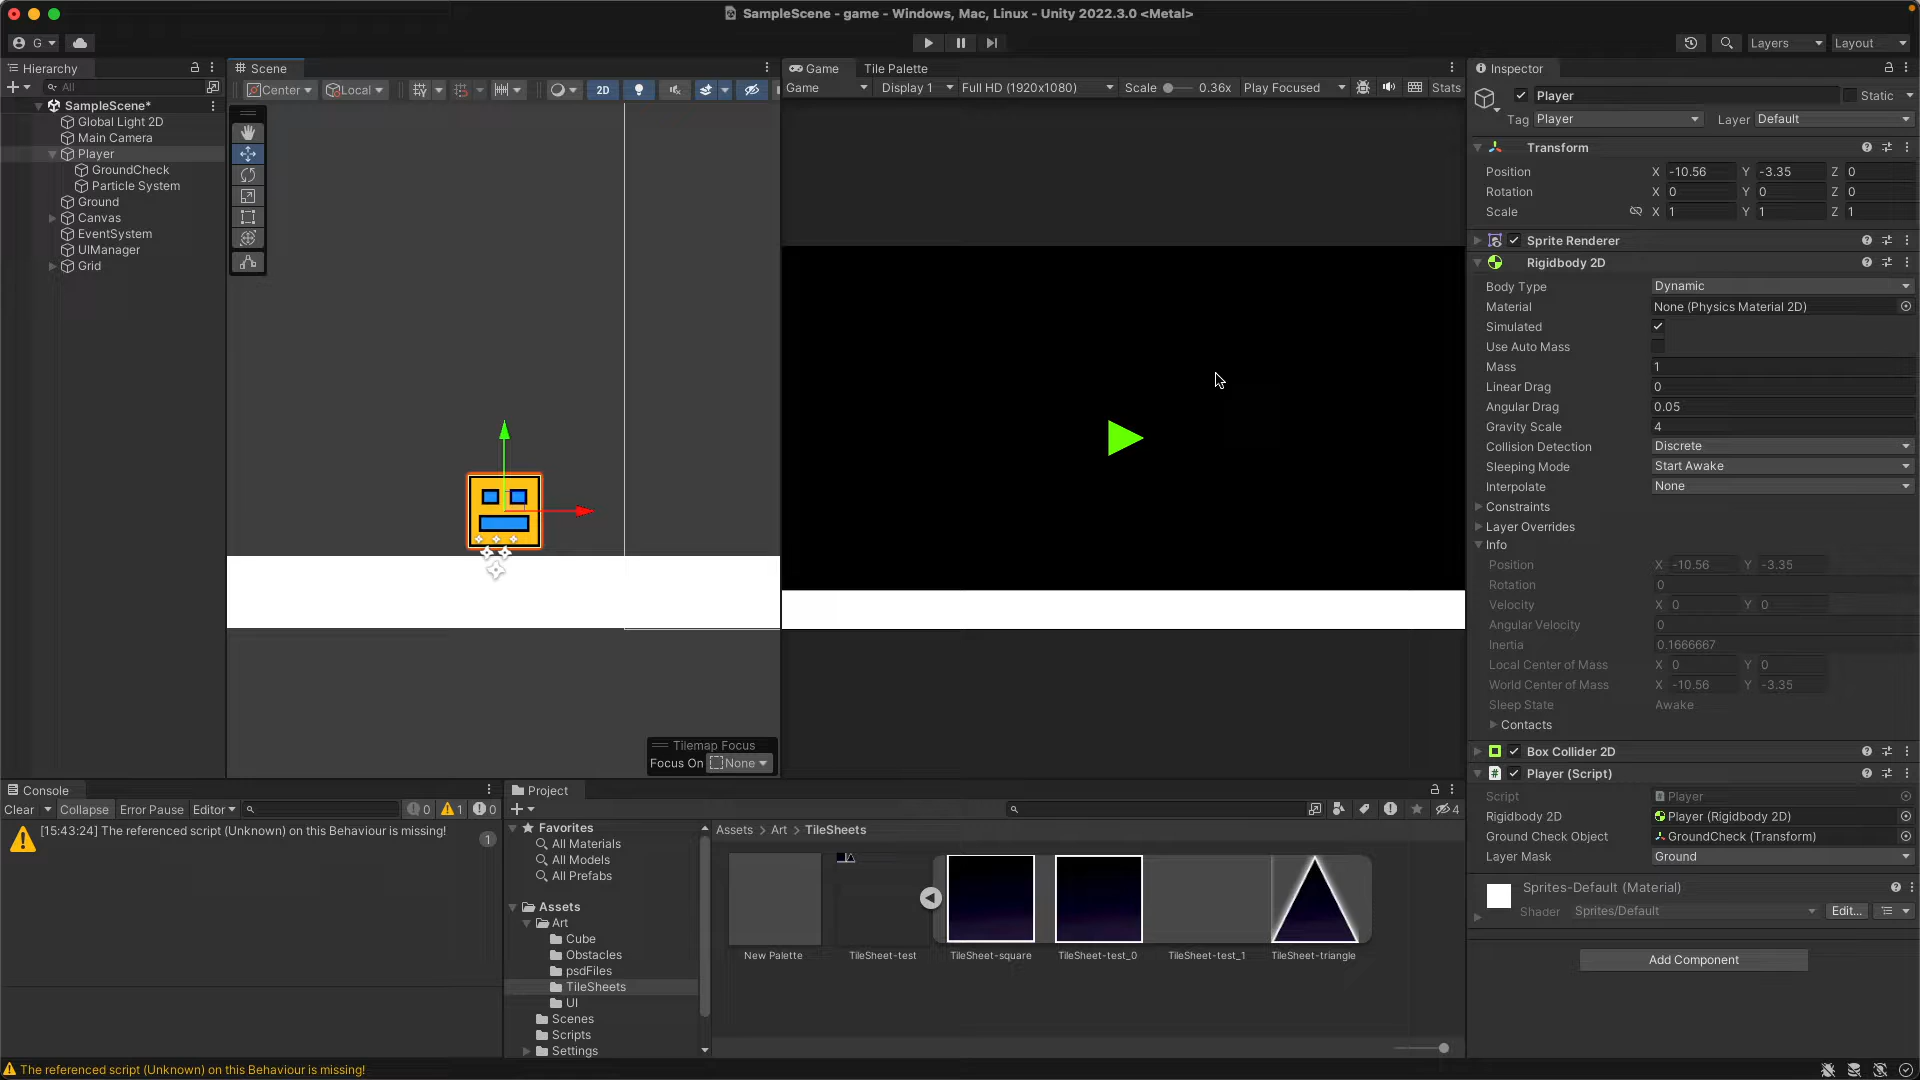 SampleScene - game - Windows, Mac, Linux - Unity 2022.3.0 <Metal>
G
Layers
Layout
Hierarchy
All
SampleScene*
Global Light 2D
Main Camera
Player
GroundCheck
Particle System
Ground
Canvas
EventSystem
UIManager
Grid
Scene
Center
Local
2D
Tilemap Focus
Focus On None
Game
Tile Palette
Game Display 1 Full HD (1920x1080) Scale 0.36x Play Focused Stats
Inspector
Player Static
Tag Player Layer Default
Transform
Position X -10.56 Y -3.35 Z 0
Rotation X 0 Y 0 Z 0
Scale X 1 Y 1 Z 1
Sprite Renderer
Rigidbody 2D
Body Type Dynamic
Material None (Physics Material 2D)
Simulated
Use Auto Mass
Mass 1
Linear Drag 0
Angular Drag 0.05
Gravity Scale 4
Collision Detection Discrete
Sleeping Mode Start Awake
Interpolate None
Constraints
Layer Overrides
Info
Position X -10.56 Y -3.35
Rotation 0
Velocity X 0 Y 0
Angular Velocity 0
Inertia 0.1666667
Local Center of Mass X 0 Y 0
World Center of Mass X -10.56 Y -3.35
Sleep State Awake
Contacts
Box Collider 2D
# Player (Script)
Script Player
Rigidbody 2D Player (Rigidbody 2D)
Ground Check Object GroundCheck (Transform)
Layer Mask Ground
Sprites-Default (Material)
Shader Sprites/Default Edit...
Add Component
Console
Clear Collapse Error Pause Editor 0 1 0
[15:43:24] The referenced script (Unknown) on this Behaviour is missing! 1
Project
4
Favorites
All Materials
All Models
All Prefabs
Assets
Art
Cube
Obstacles
psdFiles
TileSheets
UI
Scenes
Scripts
Settings
Assets > Art > TileSheets
New Palette TileSheet-test TileSheet-square TileSheet-test_0 TileSheet-test_1 TileSheet-triangle
The referenced script (Unknown) on this Behaviour is missing!